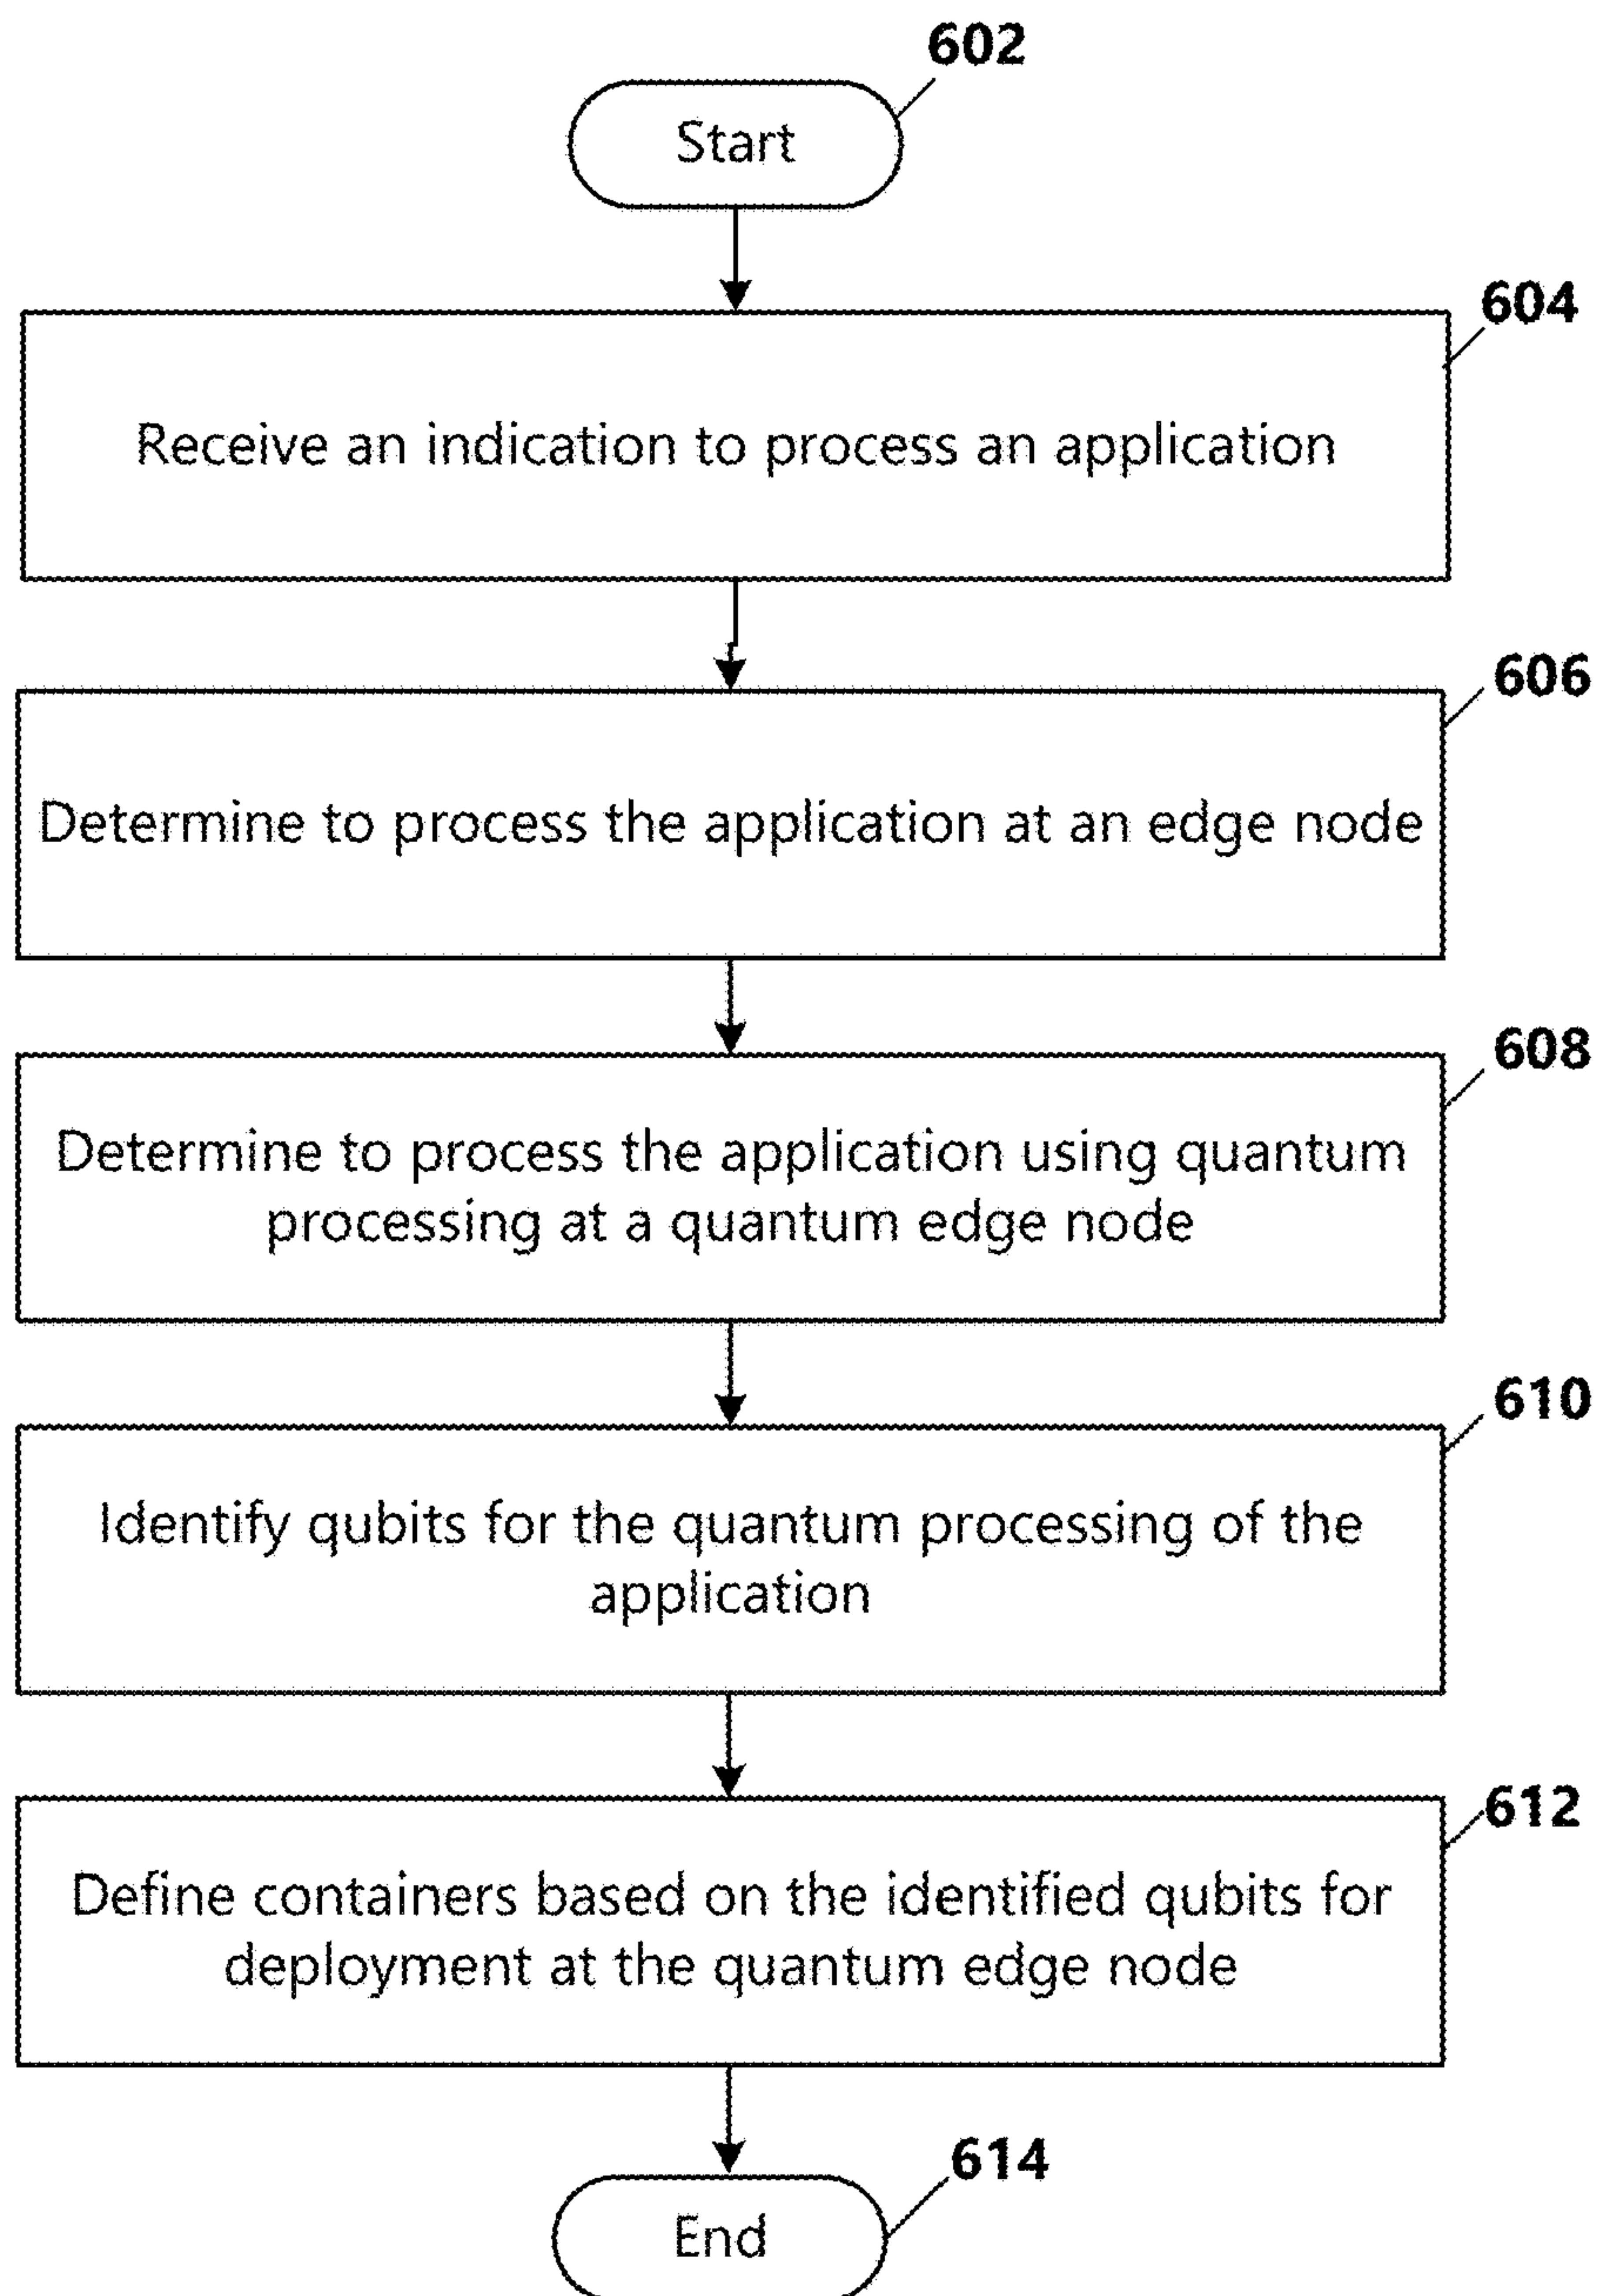 602
Start
604
Receive an indication to process an application
606
Determine to process the application at an edge node
608
Determine to process the application using quantum
processing at a quantum edge node
610
Identify qubits for the quantum processing of the
application
612
Define containers based on the identified qubits for
deployment at the quantum edge node
614
End